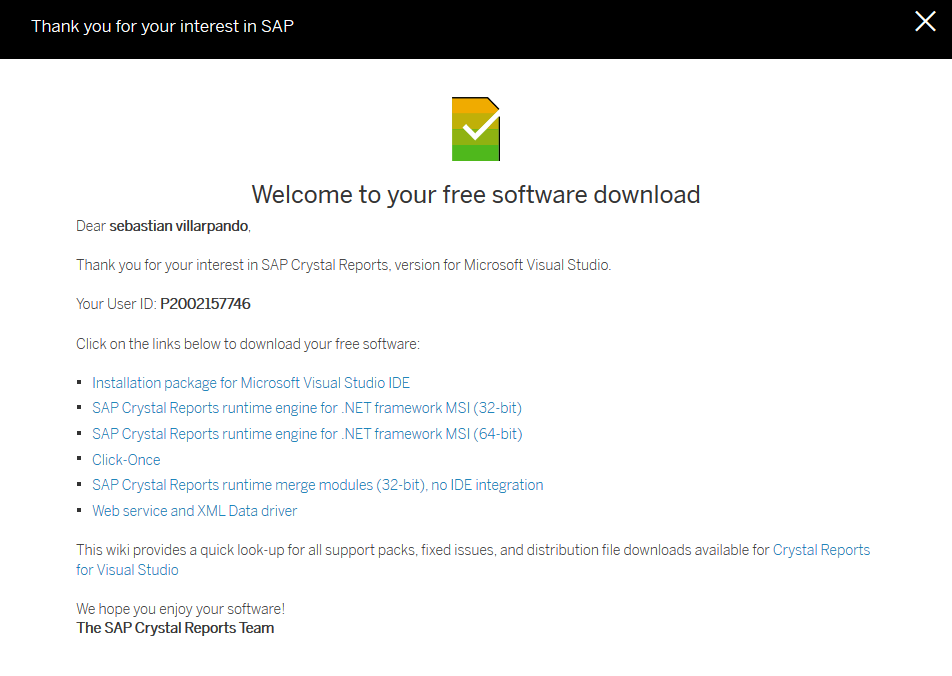 Thank you for your interest in SAP
Welcome to your free software download
Dear sebastian villarpando,
Thank you for your interest in SAP Crystal Reports, version for Microsoft Visual Studio.
Your User ID: P2002157746
Click on the links below to download your free software:
Installation package for Microsoft Visual Studio IDE
SAP Crystal Reports runtime engine for .NET framework MSI (32-bit)
SAP Crystal Reports runtime engine for .NET framework MSI (64-bit)
Click-Once
SAP Crystal Reports runtime merge modules (32-bit), no IDE integration
Web service and XML Data driver
This wiki provides a quick look-up for all support packs, fixed issues, and distribution file downloads available for Crystal Reports
for Visual Studio
We hope you enjoy your software!
The SAP Crystal Reports Team